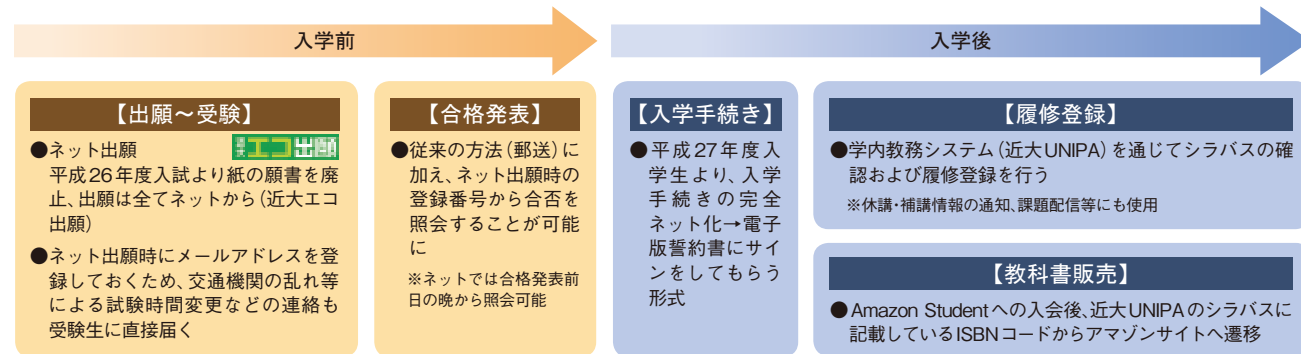 入学前
入学後
【出願～受験】
●ネット出願
エコ出願
平成26年度入試より紙の願書を廃
止、出願は全てネットから（近大エコ
出願）
●ネット出願時にメールアドレスを登
録しておくため、交通機関の乱れ等
による試験時間変更などの連絡も
受験生に直接届く
【合格発表】
●従来の方法（郵送）に
加え、ネット出願時の
登録番号から合否を
照会することが可能
に
※ネットでは合格発表前
日の晩から照会可能
【入学手続き】
●平成27年度入
学生より、入学
手続きの完全
ネット化→電子
版誓約書にサイ
ンをしてもらう
形式
【履修登録】
●学内教務システム（近大UNIPA）を通じてシラバスの確
認および履修登録を行う
※休講・補講情報の通知、課題配信等にも使用
【教科書販売】
●Amazon Studentへの入会後、近大UNIPAのシラバスに
記載しているISBNコードからアマゾンサイトへ遷移